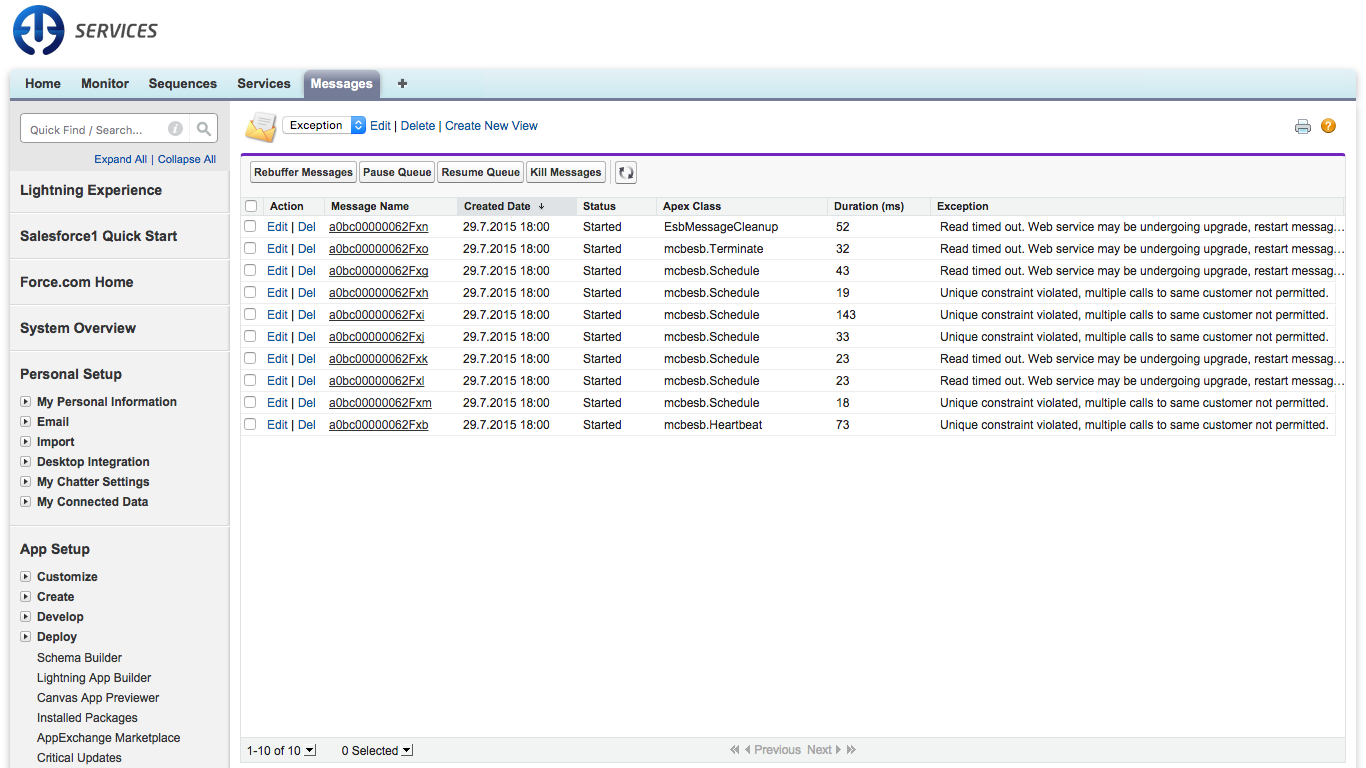 SERVICES
Home Monitor Sequences Services Messages +
Quick Find / Search...
Expand All | Collapse All
Lightning Experience
Salesforce1 Quick Start
Force.com Home
System Overview
Personal Setup
My Personal Information
Email
Import
Desktop Integration
My Chatter Settings
My Connected Data
App Setup
Customize
Create
Develop
Deploy
Schema Builder
Lightning App Builder
Canvas App Previewer
Installed Packages
AppExchange Marketplace
Critical Updates
Exception Edit | Delete | Create New View
Rebuffer Messages Pause Queue Resume Queue Kill Messages
Action Message Name Created Date Status Apex Class Duration (ms) Exception
Edit | Del a0bc00000062Fxn 29.7.2015 18:00 Started EsbMessageCleanup 52 Read timed out. Web service may be undergoing upgrade, restart messag...
Edit | Del a0bc00000062Fxo 29.7.2015 18:00 Started mcbesb.Terminate 32 Read timed out. Web service may be undergoing upgrade, restart messag...
Edit | Del a0bc00000062Fxg 29.7.2015 18:00 Started mcbesb.Schedule 43 Read timed out. Web service may be undergoing upgrade, restart messag...
Edit | Del a0bc00000062Fxh 29.7.2015 18:00 Started mcbesb.Schedule 19 Unique constraint violated, multiple calls to same customer not permitted.
Edit | Del a0bc00000062Fxi 29.7.2015 18:00 Started mcbesb.Schedule 143 Unique constraint violated, multiple calls to same customer not permitted.
Edit | Del a0bc00000062Fxj 29.7.2015 18:00 Started mcbesb.Schedule 33 Unique constraint violated, multiple calls to same customer not permitted.
Edit | Del a0bc00000062Fxk 29.7.2015 18:00 Started mcbesb.Schedule 23 Read timed out. Web service may be undergoing upgrade, restart messag...
Edit | Del a0bc00000062Fxl 29.7.2015 18:00 Started mcbesb.Schedule 23 Read timed out. Web service may be undergoing upgrade, restart messag...
Edit | Del a0bc00000062Fxm 29.7.2015 18:00 Started mcbesb.Schedule 18 Unique constraint violated, multiple calls to same customer not permitted.
Edit | Del a0bc00000062Fxb 29.7.2015 18:00 Started mcbesb.Heartbeat 73 Unique constraint violated, multiple calls to same customer not permitted.
1-10 of 10 0 Selected Previous Next